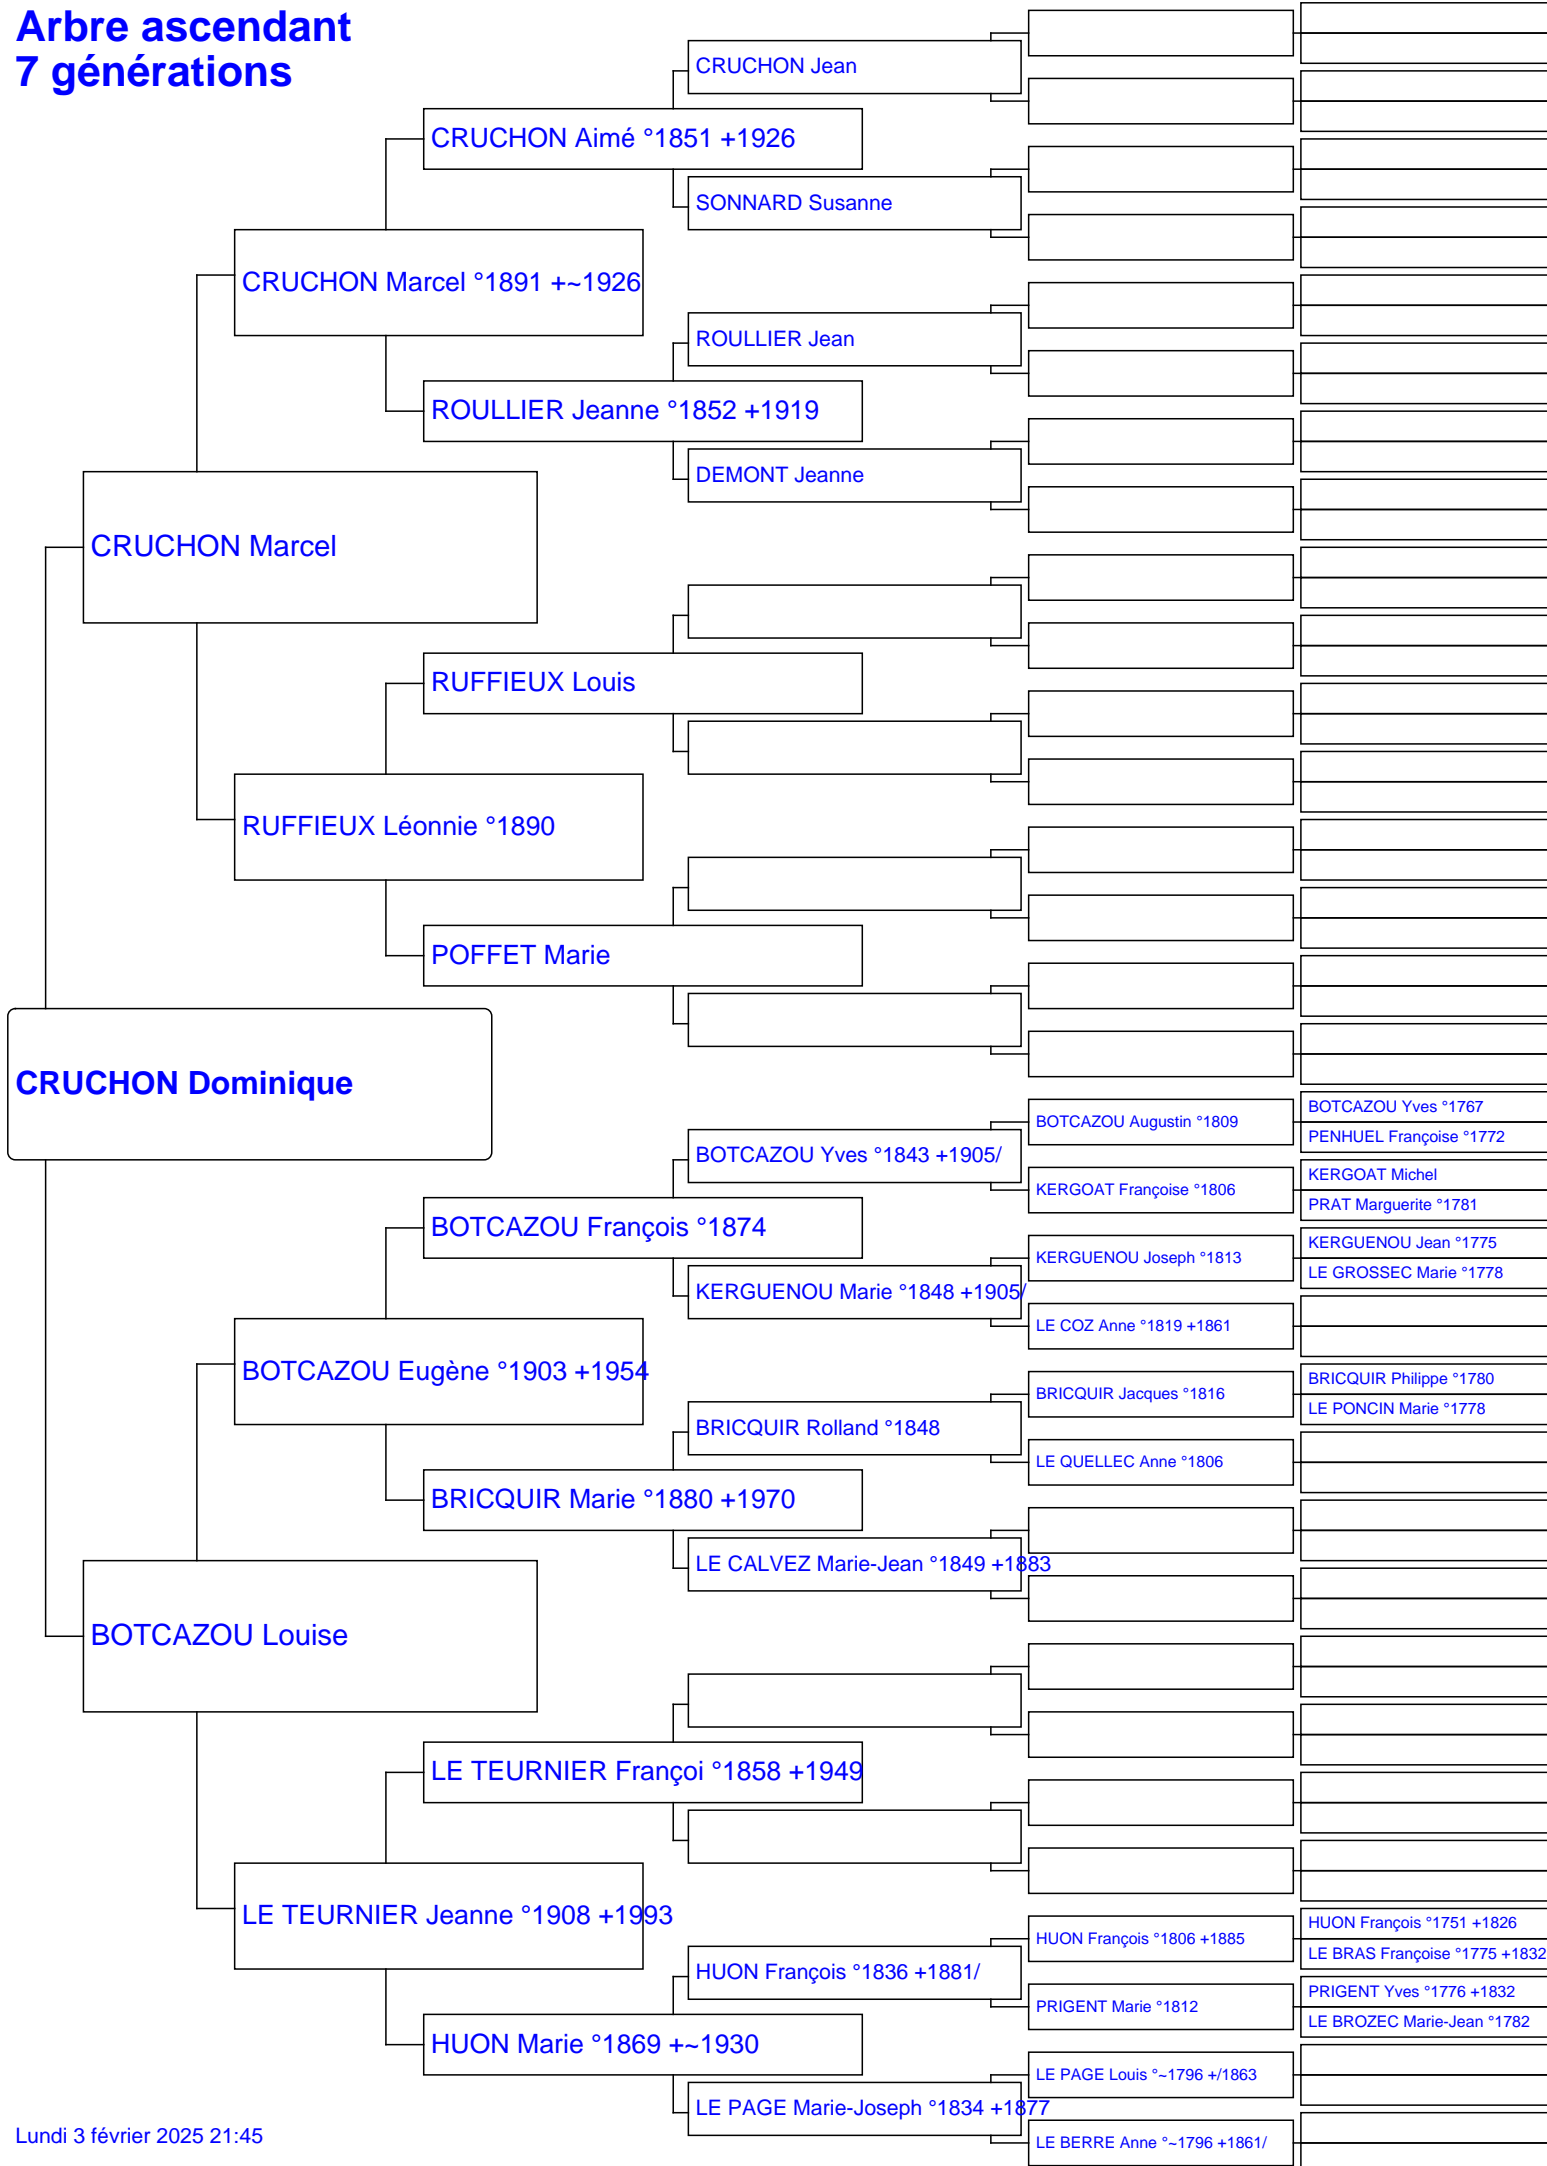 Arbre ascendant
7 générations
CRUCHON Jean
CRUCHON Aimé °1851 +1926
SONNARD Susanne
CRUCHON Marcel °1891 +~1926
ROULLIER Jean
ROULLIER Jeanne °1852 +1919
DEMONT Jeanne
CRUCHON Marcel
RUFFIEUX Louis
RUFFIEUX Léonnie °1890
POFFET Marie
CRUCHON Dominique
BOTCAZOU Yves °1767
BOTCAZOU Augustin °1809
PENHUEL Françoise °1772
BOTCAZOU Yves °1843 +1905/
KERGOAT Michel
KERGOAT Françoise °1806
PRAT Marguerite °1781
BOTCAZOU François °1874
KERGUENOU Jean °1775
KERGUENOU Joseph °1813
LE GROSSEC Marie °1778
KERGUENOU Marie °1848 +1905/
LE COZ Anne °1819 +1861
BOTCAZOU Eugène °1903 +1954
BRICQUIR Philippe °1780
BRICQUIR Jacques °1816
LE PONCIN Marie °1778
BRICQUIR Rolland °1848
LE QUELLEC Anne °1806
BRICQUIR Marie °1880 +1970
LE CALVEZ Marie-Jean °1849 +1883
BOTCAZOU Louise
LE TEURNIER Françoi °1858 +1949
LE TEURNIER Jeanne °1908 +1993
HUON François °1751 +1826
HUON François °1806 +1885
LE BRAS Françoise °1775 +1832
HUON François °1836 +1881/
PRIGENT Yves °1776 +1832
PRIGENT Marie °1812
LE BROZEC Marie-Jean °1782
HUON Marie °1869 +~1930
LE PAGE Louis °~1796 +/1863
LE PAGE Marie-Joseph °1834 +1877
LE BERRE Anne °~1796 +1861/
Lundi 3 février 2025 21:45